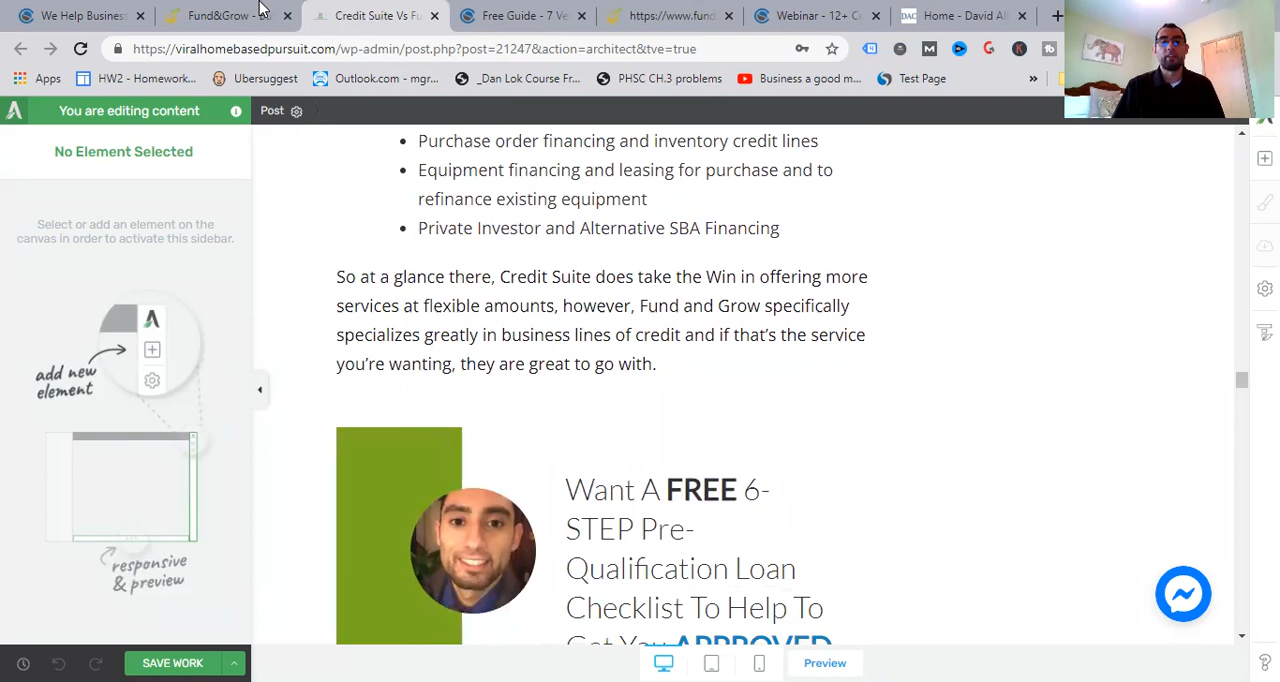 We Help Business
Fund&Grow -
Credit Suite Vs Fu
Free Guide - 7 Ve
https://www.fund
Webinar - 12+ C
DAC Home - David All
https://viralhomebasedpursuit.com/wp-admin/post.php?post=21247&action=architect&tve=true
Apps
HW2 - Homework...
Ubersuggest
Outlook.com - mgr...
_Dan Lok Course Fr...
PHSC CH.3 problems
Business a good m...
Test Page
»
You are editing content
Post
No Element Selected
Select or add an element on the
canvas in order to activate this sidebar.
add new
element
responsive
& preview
SAVE WORK
• Purchase order financing and inventory credit lines
• Equipment financing and leasing for purchase and to
refinance existing equipment
• Private Investor and Alternative SBA Financing
So at a glance there, Credit Suite does take the Win in offering more
services at flexible amounts, however, Fund and Grow specifically
specializes greatly in business lines of credit and if that's the service
you're wanting, they are great to go with.
Want A FREE 6-
STEP Pre-
Qualification Loan
Checklist To Help To
Get You APPROVED
Preview